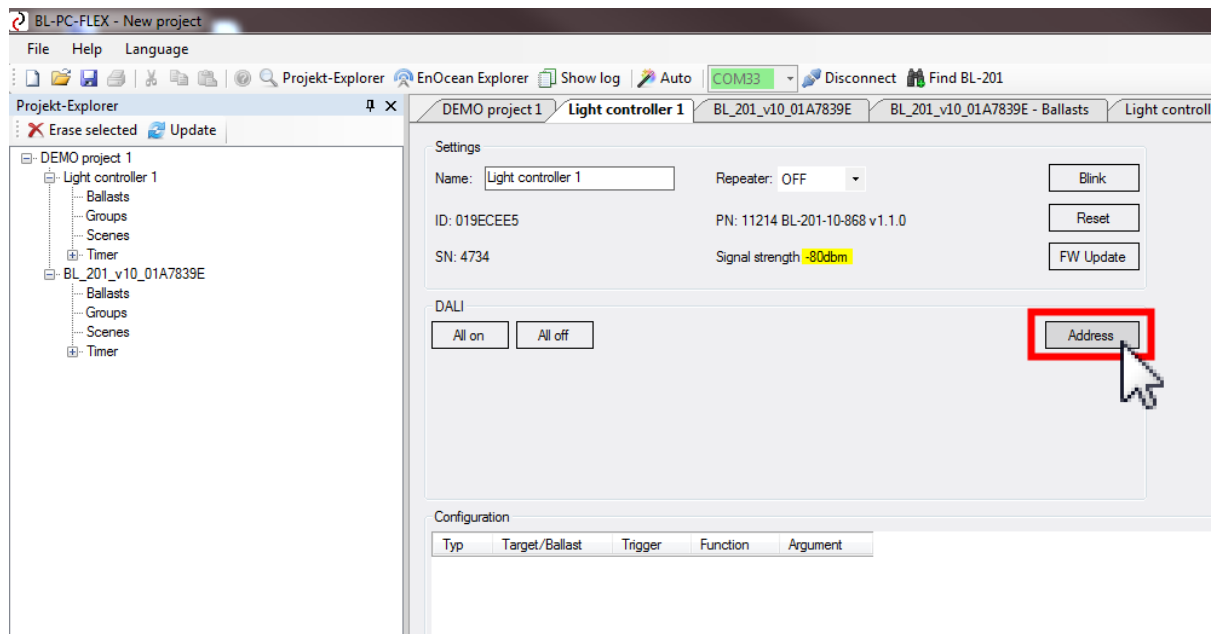 BL-PC-FLEX - New project
File Help Language
Projekt-Explorer EnOcean Explorer Show log Auto COM33 Disconnect Find BL-201
Projekt-Explorer
Erase selected Update
DEMO project 1
Light controller 1
Ballasts
Groups
Scenes
Timer
BL_201_v10_01A7839E
Ballasts
Groups
Scenes
Timer
DEMO project 1 Light controller 1 BL_201_v10_01A7839E BL_201_v10_01A7839E - Ballasts Light controll
Settings
Name: Light controller 1 Repeater: OFF Blink
ID: 019ECEE5 PN: 11214 BL-201-10-868 v1.1.0 Reset
SN: 4734 Signal strength -80dbm FW Update
DALI
All on All off Address
Configuration
Typ Target/Ballast Trigger Function Argument